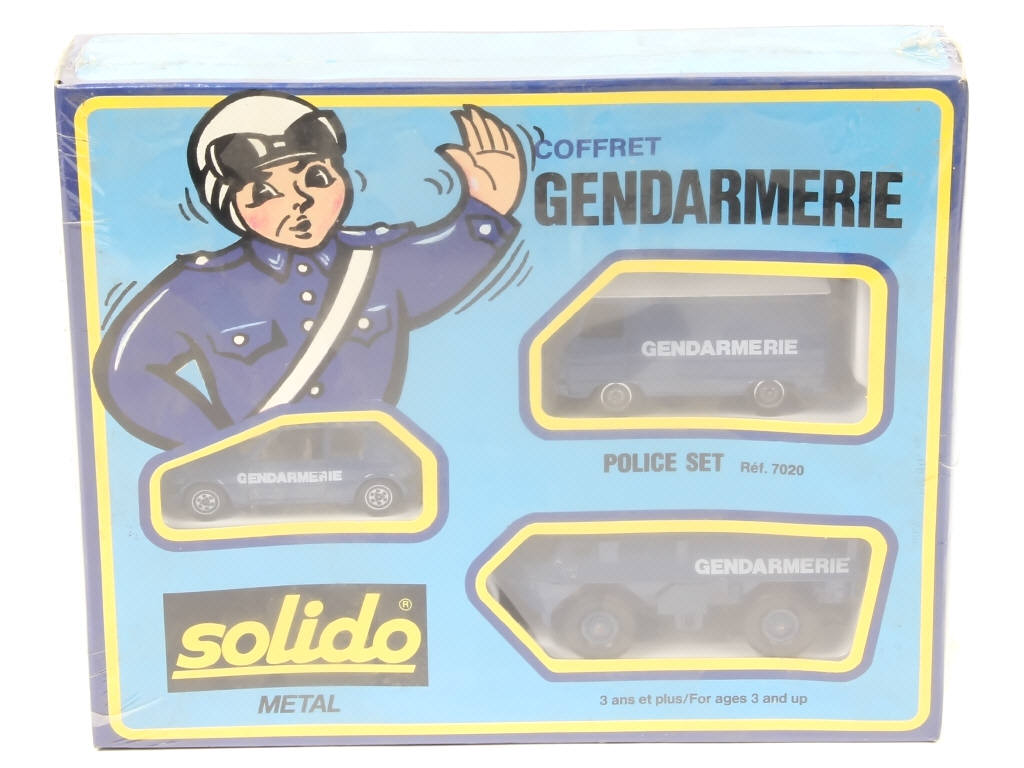 COFFRET
GENDARMERIE
GENDARMERIE
POLICE SET Réf. 7020
GENDARMERIE
GENDARMERIE
solido ®
METAL
3 ans et plus/For ages 3 and up